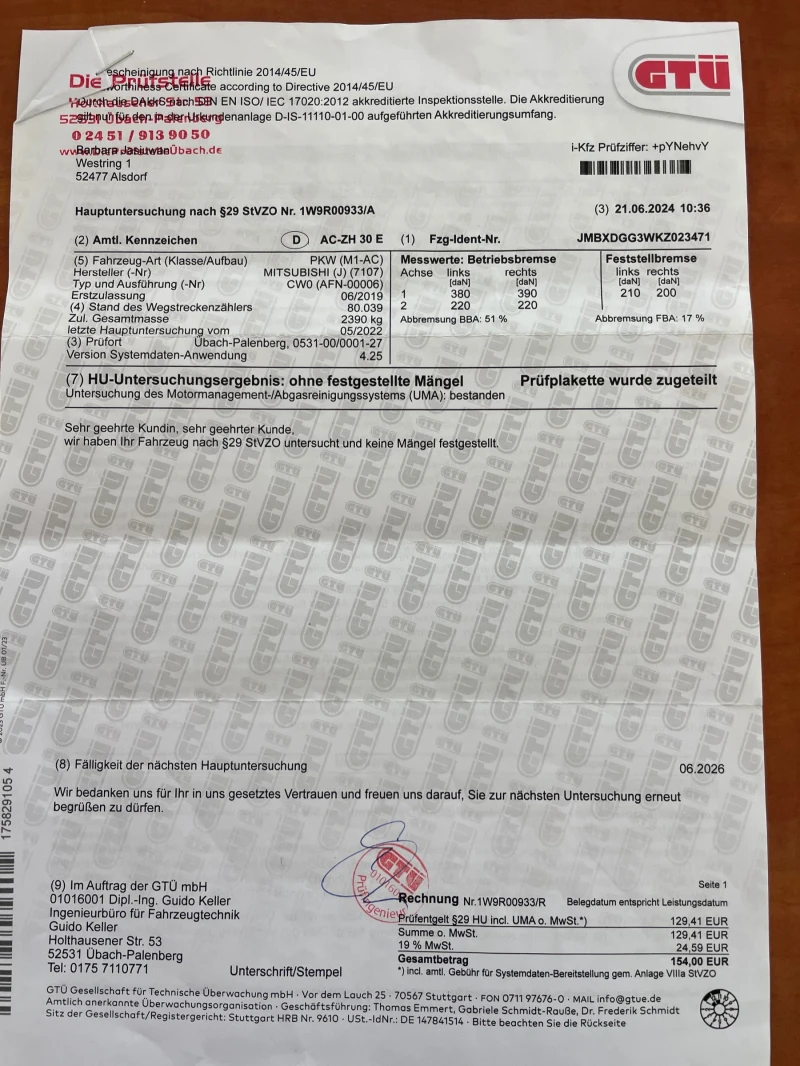 GTÜ
escheinigung nach Richtlinie 2014/45/EU
Die Prüfstelle
worthiness Certificate according to Directive 2014/45/EU
Durch die DAkkS nach DIN EN ISO/ IEC 17020:2012 akkreditierte Inspektionsstelle. Die Akkreditierung
Holthausener Str. 53
gilt nur für den in der Urkundenanlage D-IS-11110-01-00 aufgeführten Akkreditierungsumfang.
52531 Übach-Palenberg
0 24 51 / 913 90 50
Barbara
Westring 1
52477 Alsdorf
i-Kfz Prüfziffer: +pYNehvY
Hauptuntersuchung nach §29 StVZO Nr. 1W9R00933/A
(3) 21.06.2024 10:36
(2) Amtl. Kennzeichen D AC-ZH 30 E
(1) Fzg-Ident-Nr. JMBXDGG3WKZ023471
(5) Fahrzeug-Art (Klasse/Aufbau) PKW (M1-AC)
Hersteller (-Nr) MITSUBISHI (J) (7107)
Typ und Ausführung (-Nr) CW0 (AFN-00006)
Erstzulassung 06/2019
(4) Stand des Wegstreckenzählers 80.039
Zul. Gesamtmasse 2390 kg
letzte Hauptuntersuchung vom 05/2022
(3) Prüfort Übach-Palenberg, 0531-00/0001-27
Version Systemdaten-Anwendung 4.25
Messwerte: Betriebsbremse
Achse links rechts
[daN] [daN]
1 380 390
2 220 220
Abbremsung BBA: 51 %
Feststellbremse
links rechts
[daN] [daN]
210 200
Abbremsung FBA: 17 %
(7) HU-Untersuchungsergebnis: ohne festgestellte Mängel Prüfplakette wurde zugeteilt
Untersuchung des Motormanagement-/Abgasreinigungssystems (UMA): bestanden
Sehr geehrte Kundin, sehr geehrter Kunde,
wir haben Ihr Fahrzeug nach §29 StVZO untersucht und keine Mängel festgestellt.
(8) Fälligkeit der nächsten Hauptuntersuchung 06.2026
Wir bedanken uns für Ihr in uns gesetztes Vertrauen und freuen uns darauf, Sie zur nächsten Untersuchung erneut
begrüßen zu dürfen.
175829105 4
GTÜ
Prüfingenieur
(9) Im Auftrag der GTÜ mbH
01016001 Dipl.-Ing. Guido Keller
Ingenieurbüro für Fahrzeugtechnik
Guido Keller
Holthausener Str. 53
52531 Übach-Palenberg
Tel: 0175 7110771
Unterschrift/Stempel
Seite 1
Rechnung Nr.1W9R00933/R Belegdatum entspricht Leistungsdatum
Prüfentgelt §29 HU incl. UMA o. MwSt.*) 129,41 EUR
Summe o. MwSt. 129,41 EUR
19 % MwSt. 24,59 EUR
Gesamtbetrag 154,00 EUR
*) incl. amtl. Gebühr für Systemdaten-Bereitstellung gem. Anlage VIIIa StVZO
GTÜ Gesellschaft für Technische Überwachung mbH · Vor dem Lauch 25 · 70567 Stuttgart · FON 0711 97676-0 · MAIL info@gtue.de
Amtlich anerkannte Überwachungsorganisation · Geschäftsführung: Thomas Emmert, Gabriele Schmidt-Rauße, Dr. Frederik Schmidt
Sitz der Gesellschaft/Registergericht: Stuttgart HRB Nr. 9610 · USt.-IdNr.: DE 147841514 · Bitte beachten Sie die Rückseite